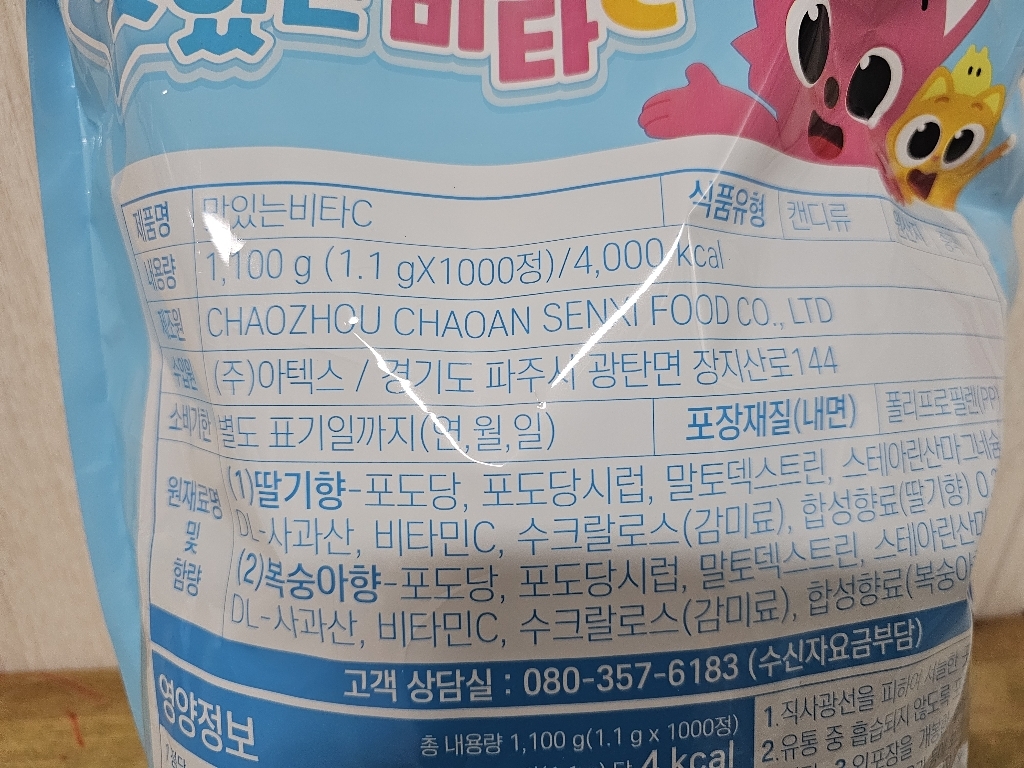 맛있는 비타C
제품명 맛있는비타C 식품유형 캔디류
내용량 1,100 g (1.1 gX1000정)/4,000 kcal
제조원 CHAOZHOU CHAOAN SENXI FOOD CO., LTD
수입원 (주)아텍스 / 경기도 파주시 광탄면 장지산로144
소비기한 별도 표기일까지(연,월,일) 포장재질(내면) 폴리프로필렌(PP)
원재료명 및 함량
(1)딸기향-포도당, 포도당시럽, 말토덱스트린, 스테아린산마그네슘
DL-사과산, 비타민C, 수크랄로스(감미료), 합성향료(딸기향)
(2)복숭아향-포도당, 포도당시럽, 말토덱스트린, 스테아린산
DL-사과산, 비타민C, 수크랄로스(감미료), 합성향료(복숭아
고객 상담실 : 080-357-6183 (수신자요금부담)
영양정보
총 내용량 1,100 g(1.1 g x 1000정)
4 kcal
1.직사광선을 피하여 서늘한
2.유통 중 흡습되지 않도록